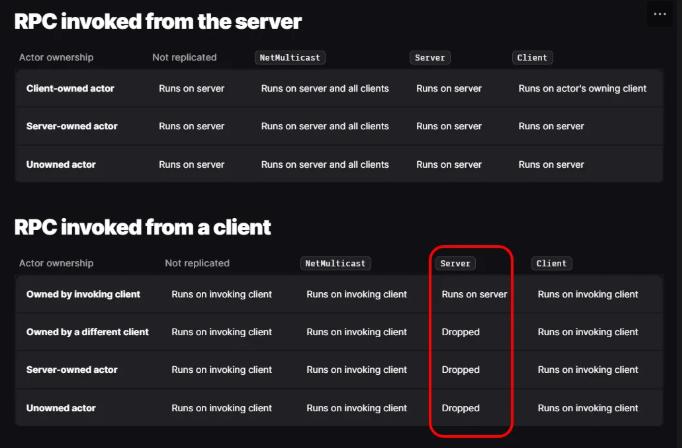 RPC invoked from the server
Actor ownership Not replicated NetMulticast Server Client
Client-owned actor Runs on server Runs on server and all clients Runs on server Runs on actor's owning client
Server-owned actor Runs on server Runs on server and all clients Runs on server Runs on server
Unowned actor Runs on server Runs on server and all clients Runs on server Runs on server
RPC invoked from a client
Actor ownership Not replicated NetMulticast Server Client
Owned by invoking client Runs on invoking client Runs on invoking client Runs on server Runs on invoking client
Owned by a different client Runs on invoking client Runs on invoking client Dropped Runs on invoking client
Server-owned actor Runs on invoking client Runs on invoking client Dropped Runs on invoking client
Unowned actor Runs on invoking client Runs on invoking client Dropped Runs on invoking client